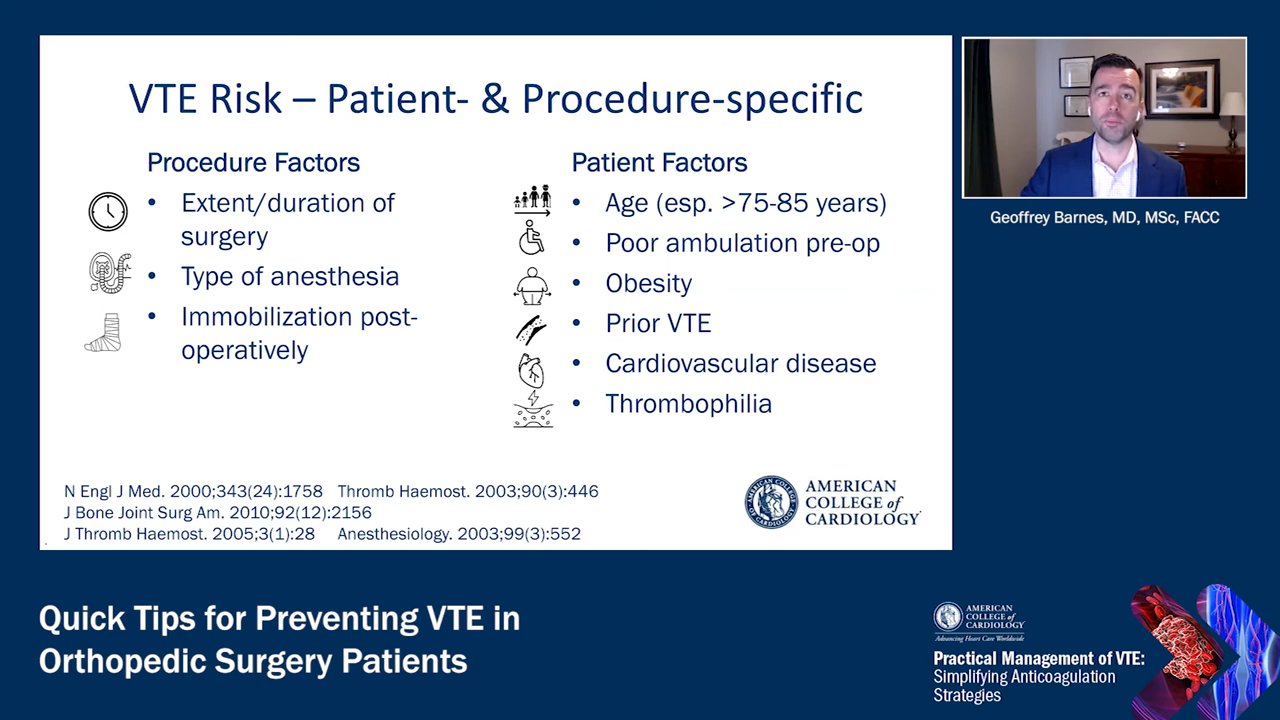 VTE Risk – Patient- & Procedure-specific
Procedure Factors
• Extent/duration of
surgery
• Type of anesthesia
• Immobilization post-
operatively
Patient Factors
• Age (esp. >75-85 years)
• Poor ambulation pre-op
• Obesity
• Prior VTE
• Cardiovascular disease
• Thrombophilia
N Engl J Med. 2000;343(24):1758 Thromb Haemost. 2003;90(3):446
J Bone Joint Surg Am. 2010;92(12):2156
J Thromb Haemost. 2005;3(1):28 Anesthesiology. 2003;99(3):552
AMERICAN
COLLEGE of
CARDIOLOGY
Geoffrey Barnes, MD, MSc, FACC
Quick Tips for Preventing VTE in
Orthopedic Surgery Patients
AMERICAN
COLLEGE of
CARDIOLOGY
Advancing Heart Care Worldwide
Practical Management of VTE:
Simplifying Anticoagulation
Strategies